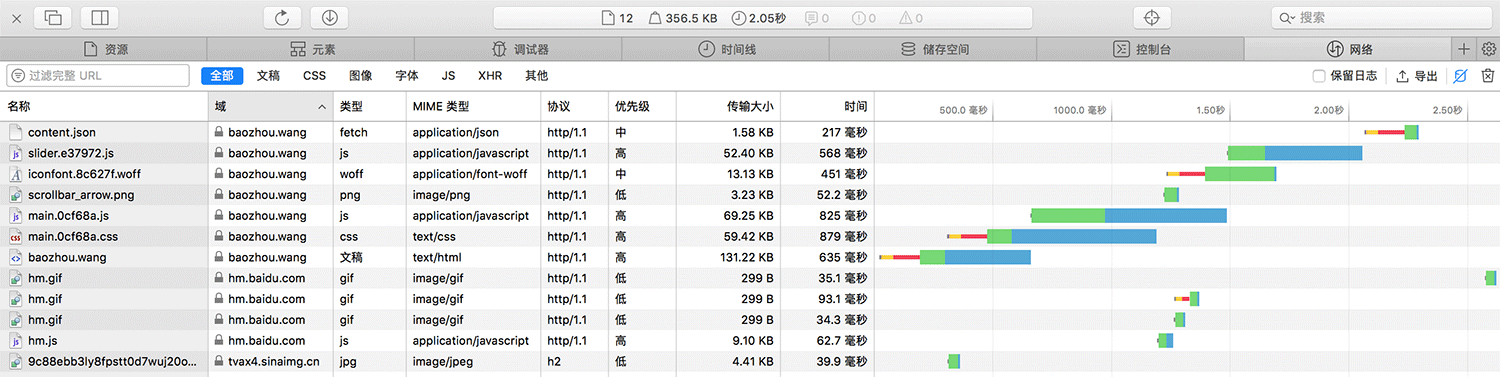 12 356.5 KB 2.05秒 0 0 0 搜索
资源 元素 调试器 时间线 储存空间 控制台 网络
过滤完整 URL 全部 文稿 CSS 图像 字体 JS XHR 其他 保留日志 导出
名称 域 类型 MIME 类型 协议 优先级 传输大小 时间 500.0 毫秒 1000.0 毫秒 1.50秒 2.00秒 2.50秒
content.json baozhou.wang fetch application/json http/1.1 中 1.58 KB 217 毫秒
slider.e37972.js baozhou.wang js application/javascript http/1.1 高 52.40 KB 568 毫秒
iconfont.8c627f.woff baozhou.wang woff application/font-woff http/1.1 中 13.13 KB 451 毫秒
scrollbar_arrow.png baozhou.wang png image/png http/1.1 低 3.23 KB 52.2 毫秒
main.0cf68a.js baozhou.wang js application/javascript http/1.1 高 69.25 KB 825 毫秒
main.0cf68a.css baozhou.wang css text/css http/1.1 高 59.42 KB 879 毫秒
baozhou.wang baozhou.wang 文稿 text/html http/1.1 高 131.22 KB 635 毫秒
hm.gif hm.baidu.com gif image/gif http/1.1 低 299 B 35.1 毫秒
hm.gif hm.baidu.com gif image/gif http/1.1 低 299 B 93.1 毫秒
hm.gif hm.baidu.com gif image/gif http/1.1 低 299 B 34.3 毫秒
hm.js hm.baidu.com js application/javascript http/1.1 高 9.10 KB 62.7 毫秒
9c88ebb3ly8fpstt0d7wuj20o... tvax4.sinaimg.cn jpg image/jpeg h2 低 4.41 KB 39.9 毫秒